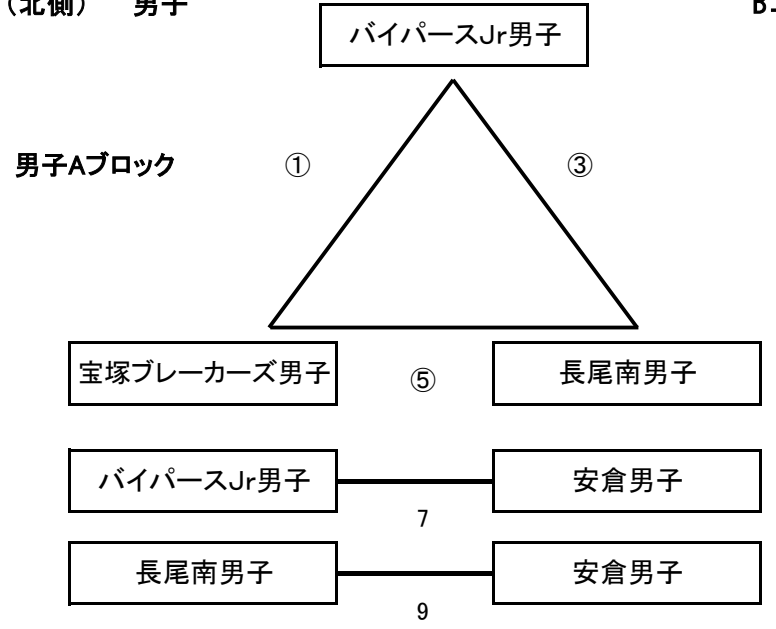 （北側）　男子
バイパースJr男子
男子Aブロック　①　③
宝塚ブレーカーズ男子　⑤　長尾南男子
バイパースJr男子　安倉男子
7
長尾南男子　安倉男子
9